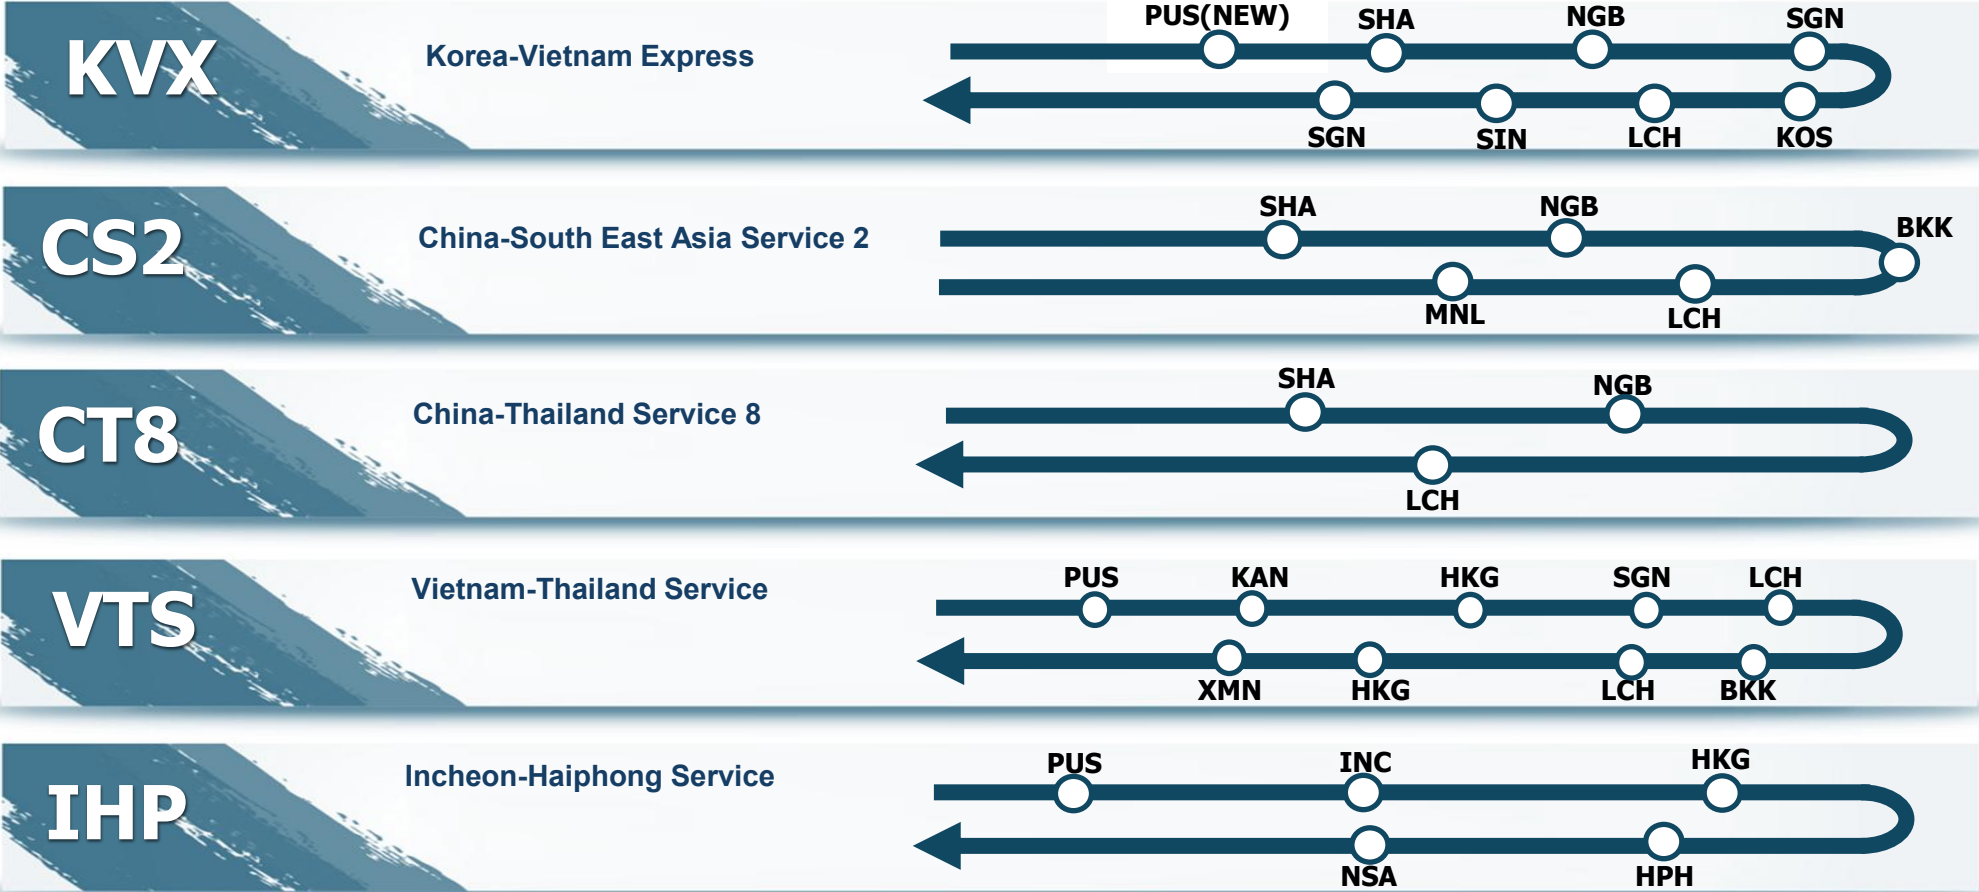 KVX
Korea-Vietnam Express
PUS(NEW) SHA NGB SGN
SGN SIN LCH KOS
CS2
China-South East Asia Service 2
SHA NGB BKK
MNL LCH
CT8
China-Thailand Service 8
SHA NGB
LCH
VTS
Vietnam-Thailand Service
PUS KAN HKG SGN LCH
XMN HKG LCH BKK
IHP
Incheon-Haiphong Service
PUS INC HKG
NSA HPH